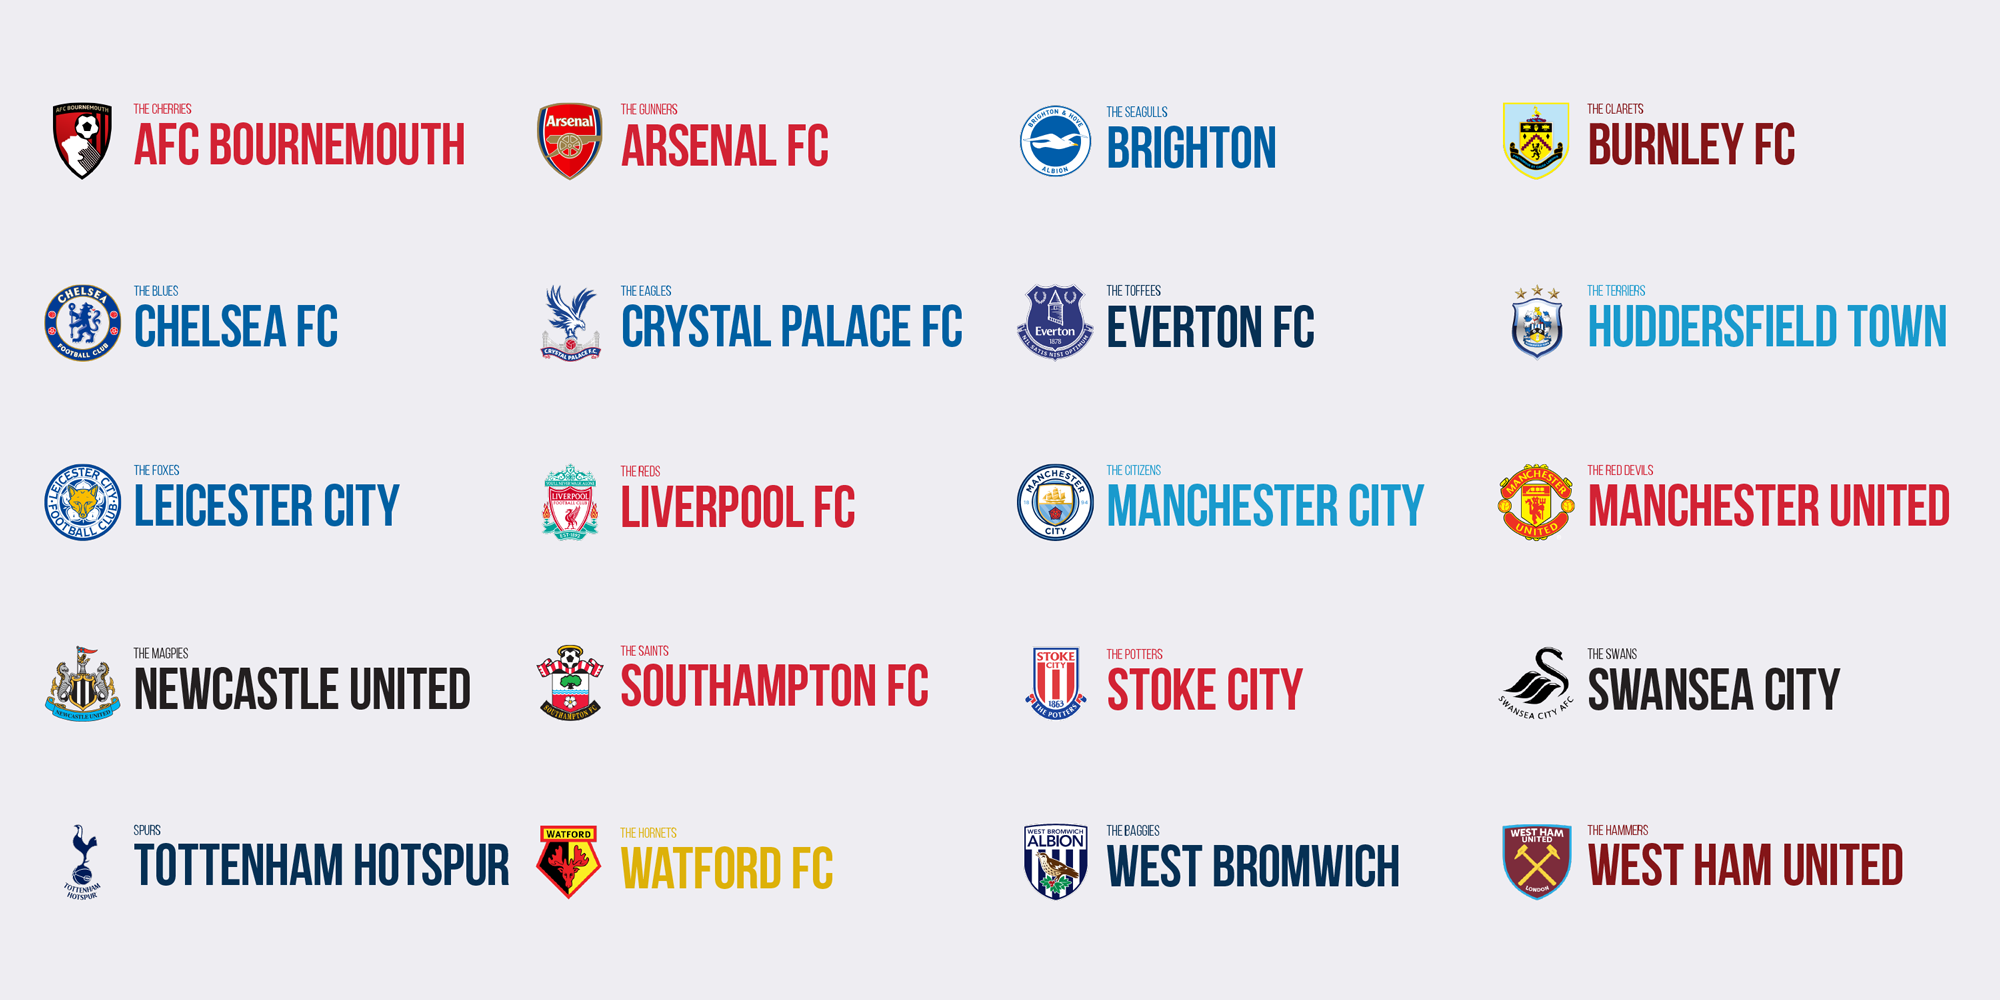 AFC BOURNEMOUTH
THE CHERRIES
AFC BOURNEMOUTH
Arsenal
THE GUNNERS
ARSENAL FC
BRIGHTON & HOVE
ALBION
THE SEAGULLS
BRIGHTON
THE CLARETS
BURNLEY FC
CHELSEA
FOOTBALL CLUB
THE BLUES
CHELSEA FC
CRYSTAL PALACE F.C.
THE EAGLES
CRYSTAL PALACE FC
Everton
1878
NIL SATIS NISI OPTIMUM
THE TOFFEES
EVERTON FC
THE TERRIERS
HUDDERSFIELD TOWN
LEICESTER CITY
FOOTBALL CLUB
THE FOXES
LEICESTER CITY
YOU'LL NEVER WALK ALONE
LIVERPOOL
FOOTBALL CLUB
EST·1892
THE REDS
LIVERPOOL FC
MANCHESTER
18 94
CITY
THE CITIZENS
MANCHESTER CITY
MANCHESTER
UNITED
THE RED DEVILS
MANCHESTER UNITED
NEWCASTLE UNITED
THE MAGPIES
NEWCASTLE UNITED
SOUTHAMPTON FC
THE SAINTS
SOUTHAMPTON FC
STOKE
CITY
1863
THE POTTERS
THE POTTERS
STOKE CITY
SWANSEA CITY AFC
THE SWANS
SWANSEA CITY
TOTTENHAM
HOTSPUR
SPURS
TOTTENHAM HOTSPUR
WATFORD
THE HORNETS
WATFORD FC
WEST BROMWICH
ALBION
THE BAGGIES
WEST BROMWICH
WEST HAM
UNITED
LONDON
THE HAMMERS
WEST HAM UNITED